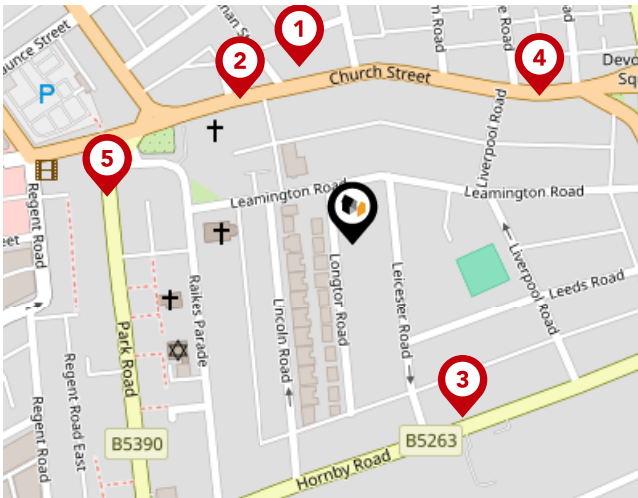 1
2
4
Church Street
P
5
Liverpool Road
Leamington Road
Leamington Road
Regent Road
Longtor Road
Leicester Road
Liverpool Road
Leeds Road
Raikes Parade
Lincoln Road
Park Road
Regent Road East
Regent Road
3
B5390
B5263
Hornby Road